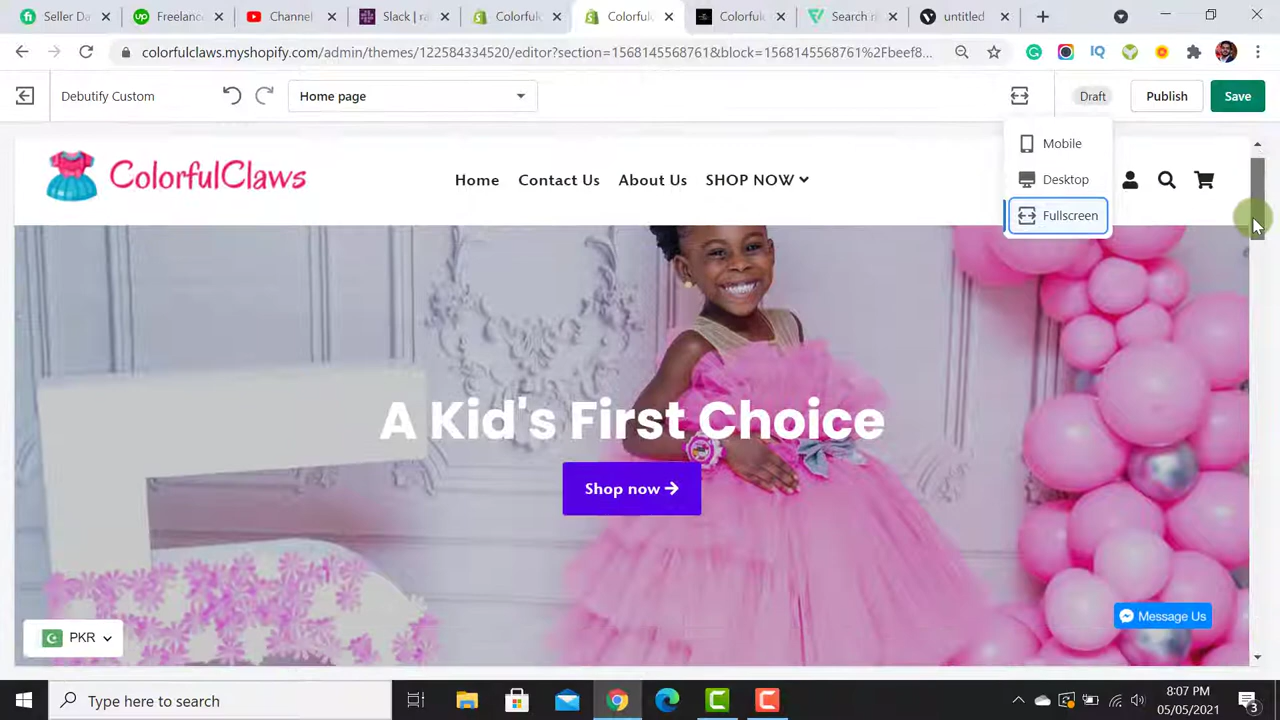 Seller Da
Freelance
Channel
Slack | ra
Colorful
Colorful
Colorful
Search r
untitled
colorfulclaws.myshopify.com/admin/themes/122584334520/editor?section=1568145568761&block=1568145568761%2Fbeef8...
Debutify Custom
Home page
Draft
Publish
Save
Mobile
Desktop
Fullscreen
ColorfulClaws
Home
Contact Us
About Us
SHOP NOW
A Kid's First Choice
Shop now
PKR
Message Us
Type here to search
8:07 PM
05/05/2021
3